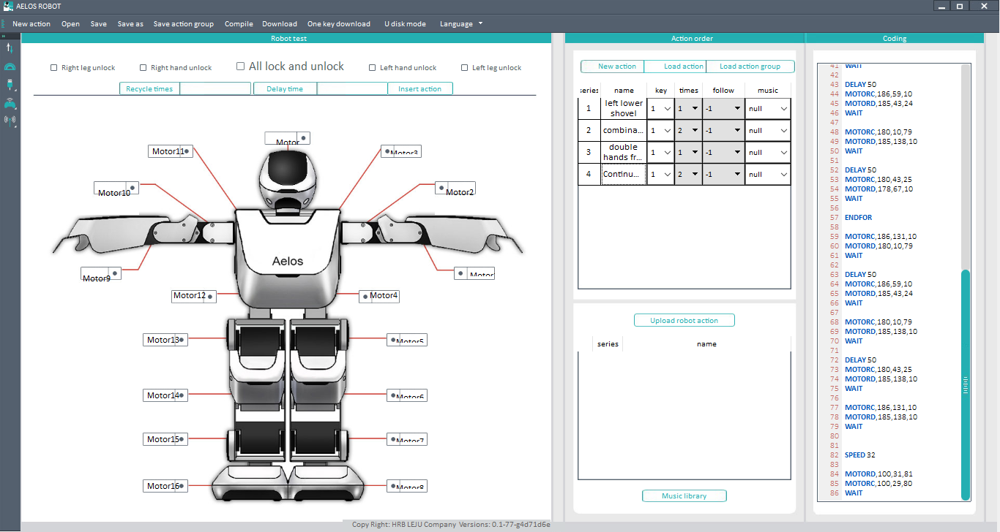 AELOS ROBOT
New action Open Save Save as Save action group Compile Download One key download U disk mode Language
Robot test
Right leg unlock Right hand unlock All lock and unlock Left hand unlock Left leg unlock
Recycle times Delay time Insert action
Motor
Motor11 Motor3
Motor10 Motor2
Aelos
Motor9 Motor
Motor12 Motor4
Motor13 Motor5
Motor14 Motor6
Motor15 Motor7
Motor16 Motor8
Action order
New action Load action Load action group
series name key times follow music
1 left lower shovel 1 1 -1 null
2 combina... 1 2 -1 null
3 double hands fr... 1 1 -1 null
4 Continu... 1 2 -1 null
Upload robot action
series name
Music library
Coding
41 WAIT
42
43 DELAY 50
44 MOTORC,186,59,10
45 MOTORD,185,43,24
46 WAIT
47
48 MOTORC,180,10,79
49 MOTORD,185,138,10
50 WAIT
51
52 DELAY 50
53 MOTORC,180,43,25
54 MOTORD,178,67,10
55 WAIT
56
57 ENDFOR
58
59 MOTORC,186,131,10
60 MOTORD,180,10,79
61 WAIT
62
63 DELAY 50
64 MOTORC,186,59,10
65 MOTORD,185,43,24
66 WAIT
67
68 MOTORC,180,10,79
69 MOTORD,185,138,10
70 WAIT
71
72 DELAY 50
73 MOTORC,180,43,25
74 MOTORD,185,138,10
75 WAIT
76
77 MOTORC,186,131,10
78 MOTORD,185,138,10
79 WAIT
80
81
82 SPEED 32
83
84 MOTORD,100,31,81
85 MOTORC,100,29,80
86 WAIT
Copy Right: HRB LEJU Company Versions: 0.1-77-g4d71d6e